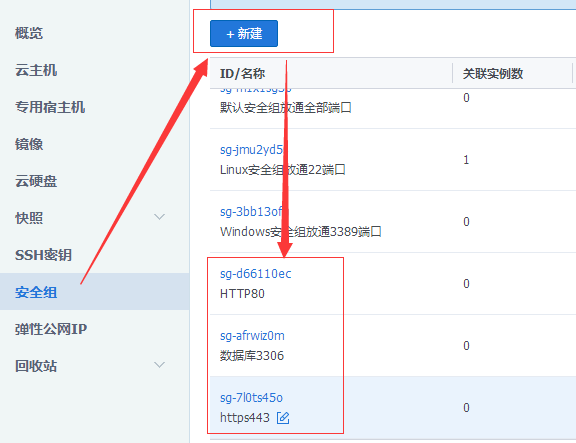 概览
云主机
专用宿主机
镜像
云硬盘
快照
SSH密钥
安全组
弹性公网IP
回收站
+ 新建
ID/名称
关联实例数
默认安全组放通全部端口
0
sg-jmu2yd5
Linux安全组放通22端口
1
sg-3bb13of
Windows安全组放通3389端口
0
sg-d66110ec
HTTP80
0
sg-afrwiz0m
数据库3306
0
sg-7l0ts45o
https443
0